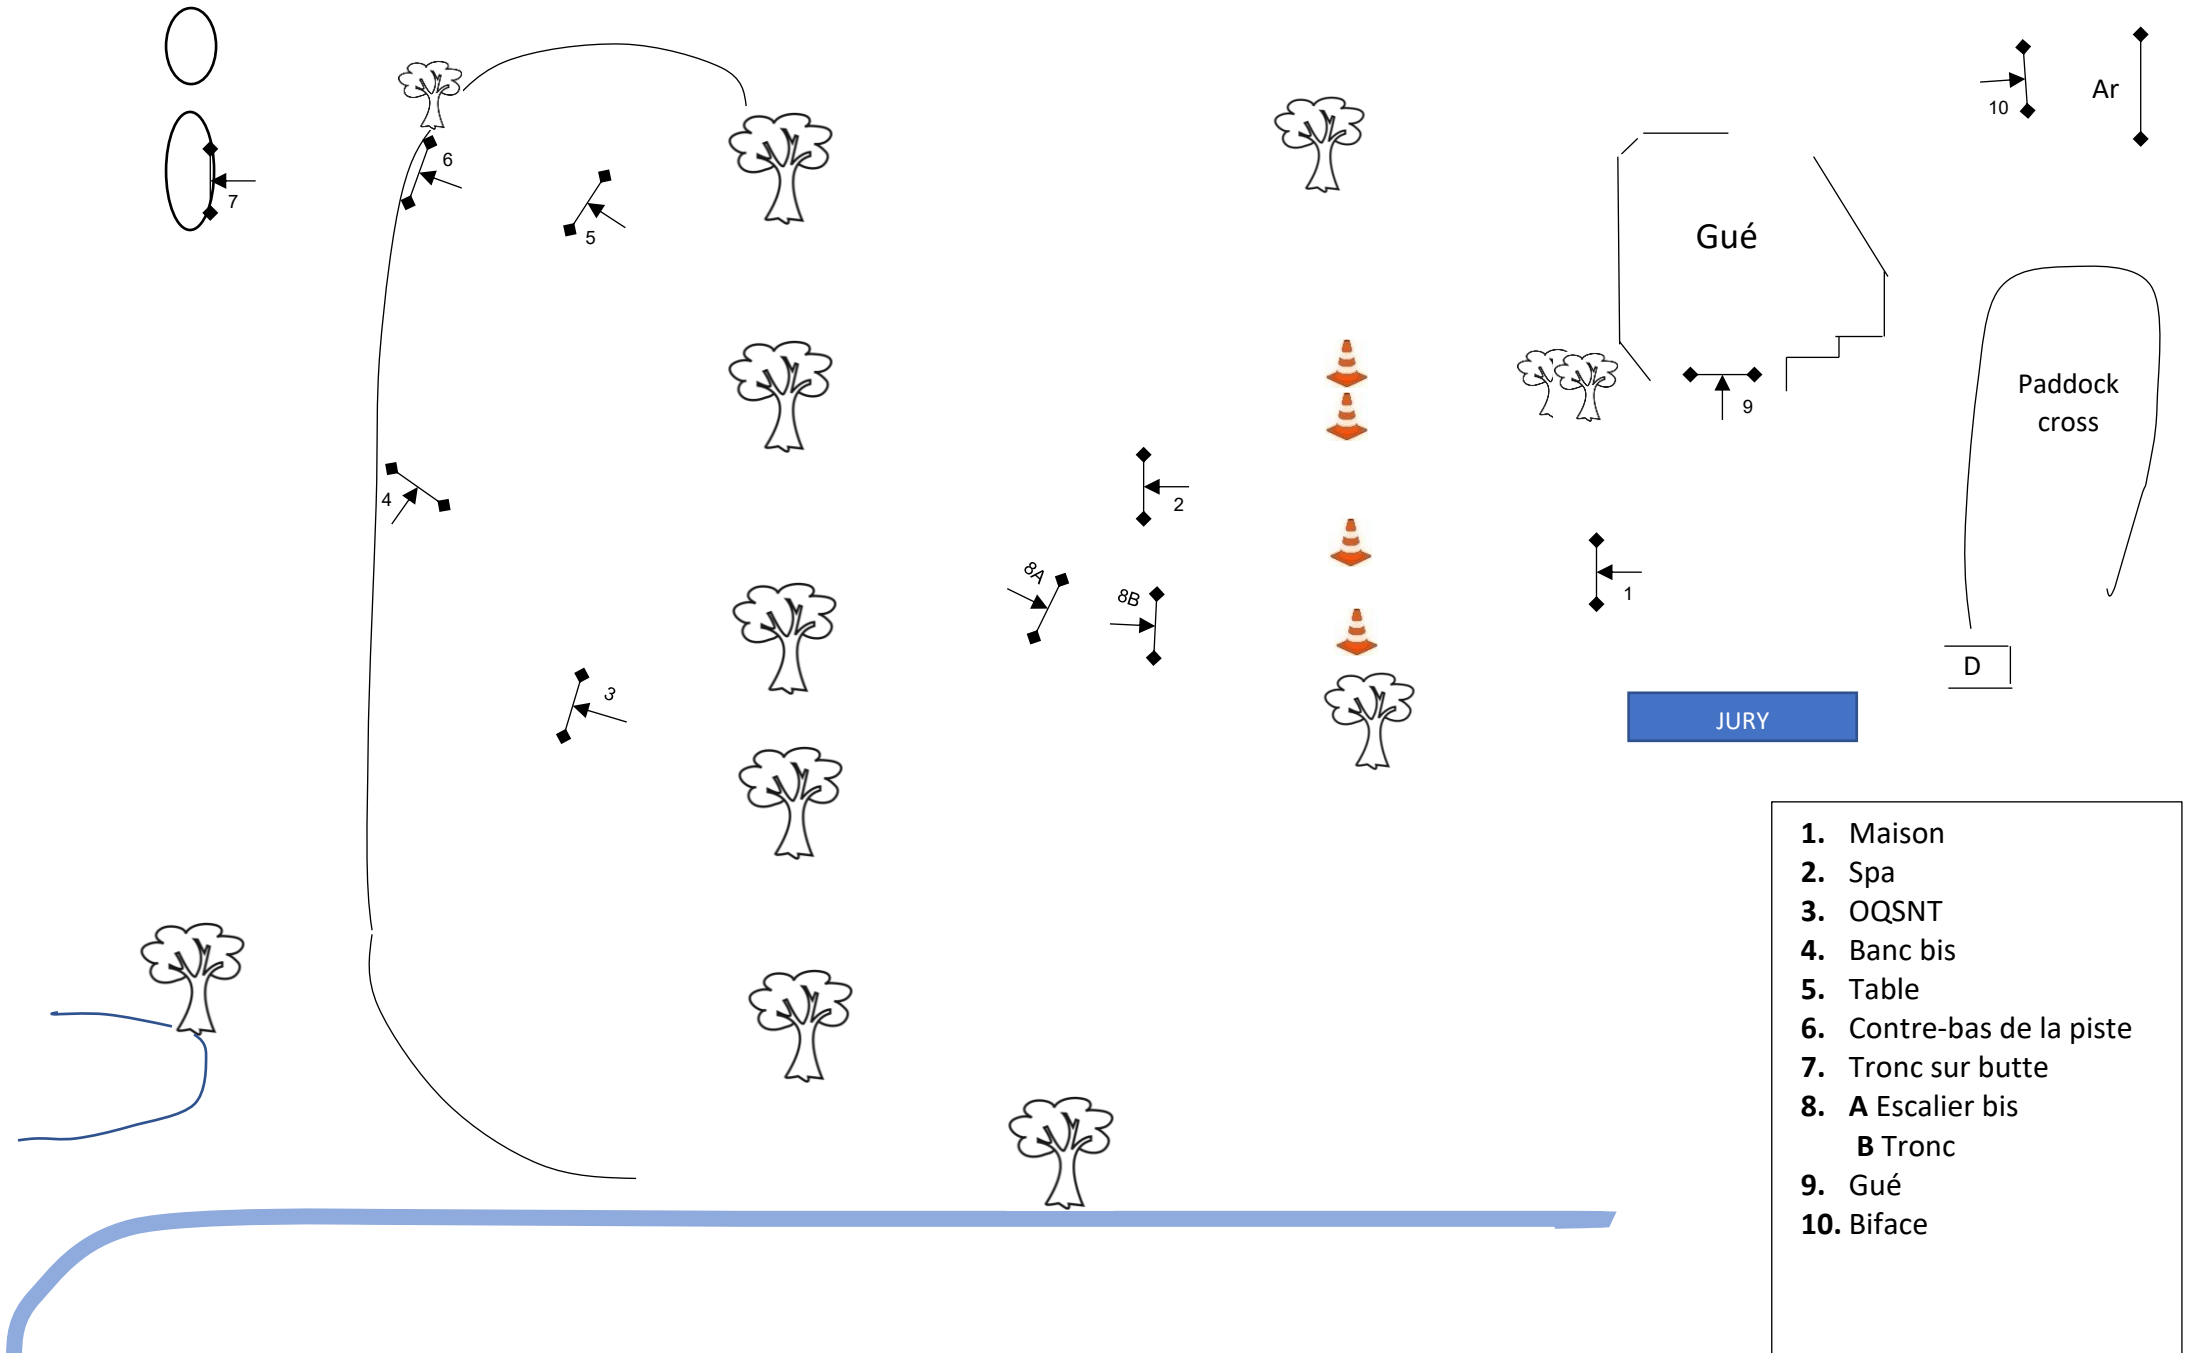 10
Ar
6
7
5
Gué
Paddock
cross
9
4
2
8A
8B
1
3
D
JURY
1. Maison
2. Spa
3. OQSNT
4. Banc bis
5. Table
6. Contre-bas de la piste
7. Tronc sur butte
8. A Escalier bis
B Tronc
9. Gué
10. Biface